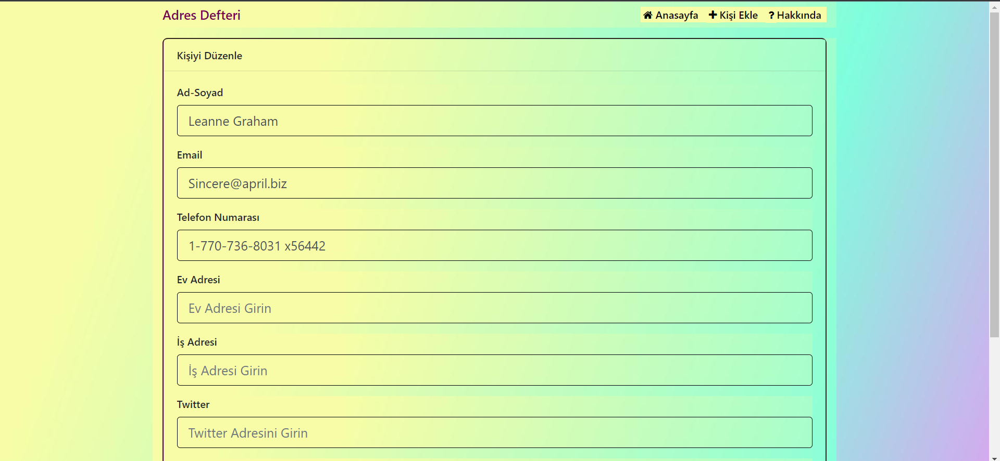 Adres Defteri
Anasayfa Kişi Ekle ? Hakkında
Kişiyi Düzenle
Ad-Soyad
Leanne Graham
Email
Sincere@april.biz
Telefon Numarası
1-770-736-8031 x56442
Ev Adresi
Ev Adresi Girin
İş Adresi
İş Adresi Girin
Twitter
Twitter Adresini Girin